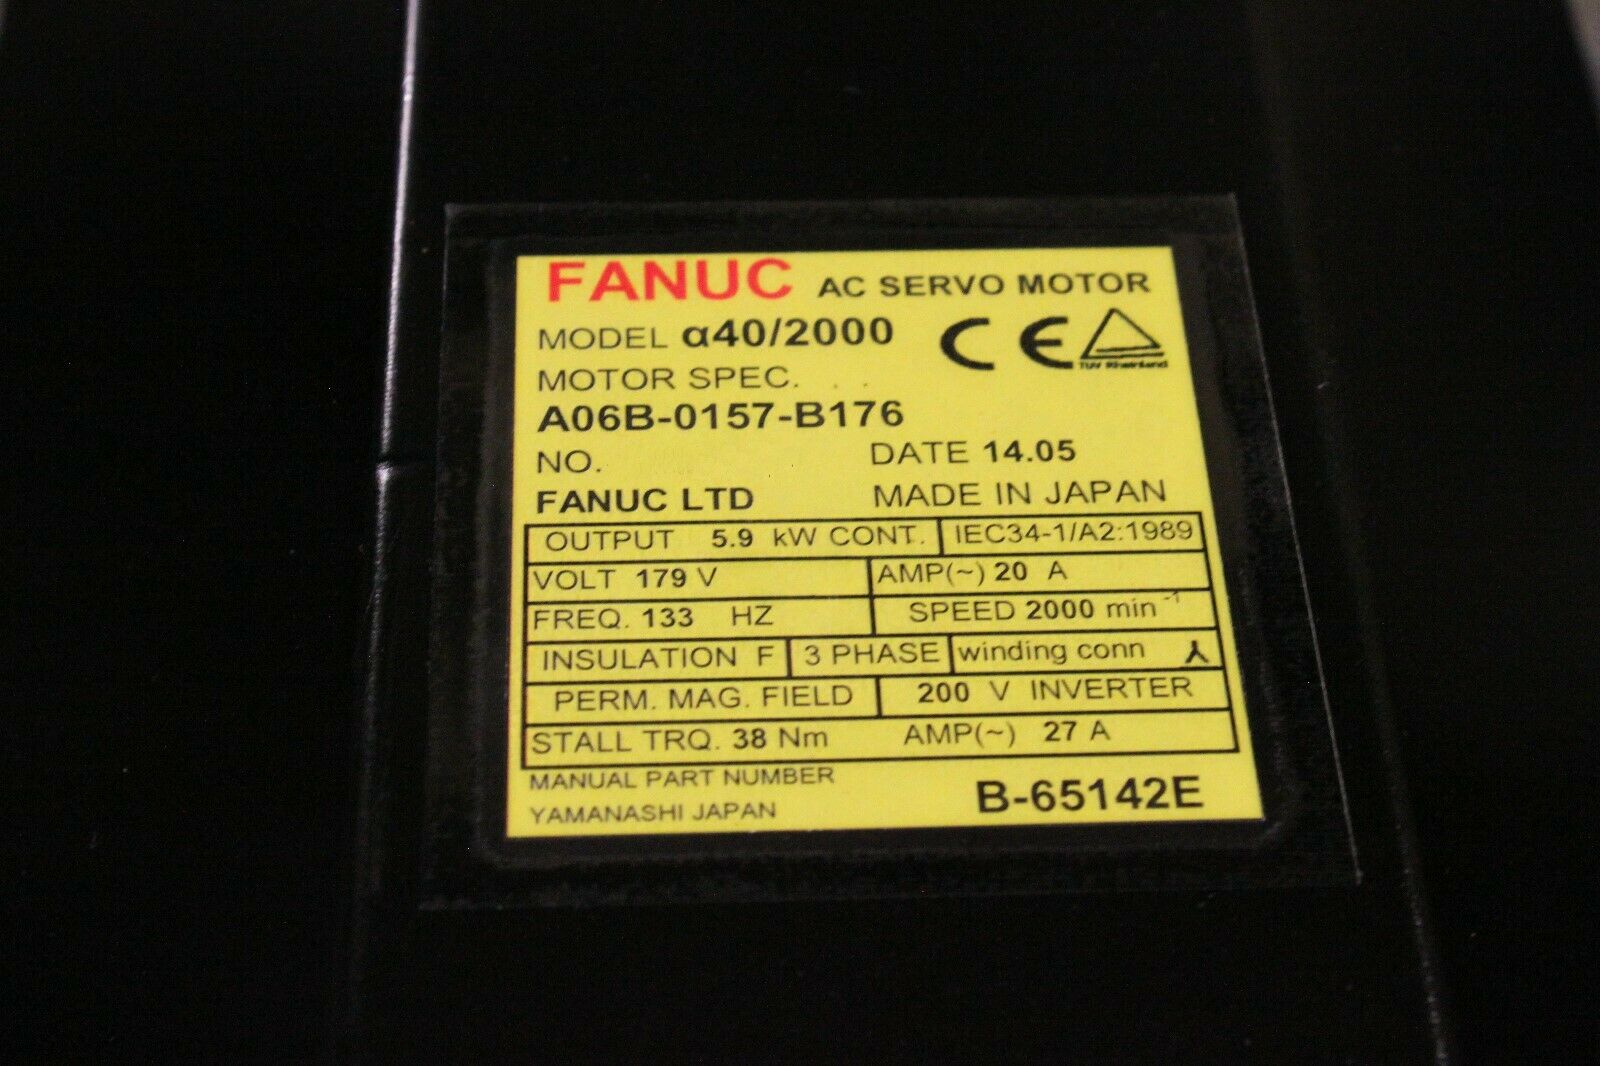 FANUC AC SERVO MOTOR
MODEL α40/2000 CE
TUV Rheinland
MOTOR SPEC.
A06B-0157-B176
NO. DATE 14.05
FANUC LTD MADE IN JAPAN
OUTPUT 5.9 kW CONT. IEC34-1/A2:1989
VOLT 179 V AMP(~) 20 A
FREQ. 133 HZ SPEED 2000 min⁻¹
INSULATION F 3 PHASE winding conn
PERM. MAG. FIELD 200 V INVERTER
STALL TRQ. 38 Nm AMP(~) 27 A
MANUAL PART NUMBER B-65142E
YAMANASHI JAPAN